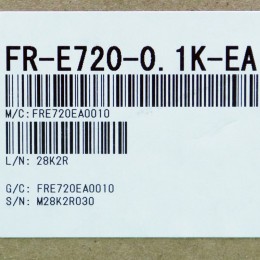 FR-E720-0.1K-EA
M/C:FRE720EA0010
L/N: 28K2R
G/C: FRE720EA0010
S/N: M28K2R030